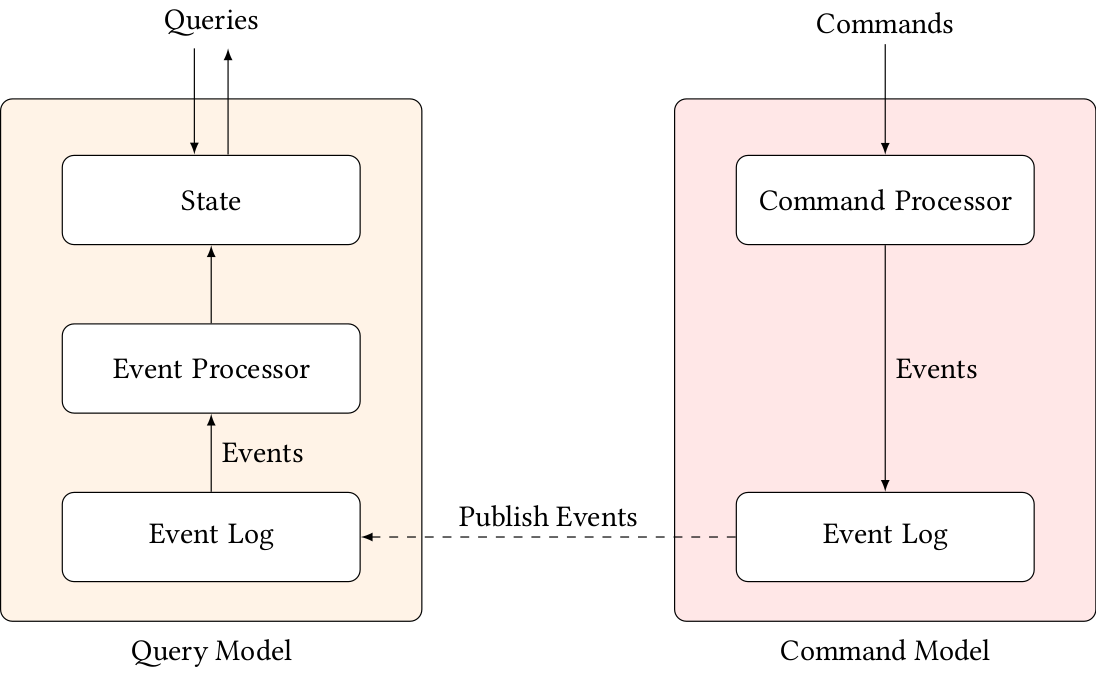 Queries
State
Event Processor
Events
Event Log
Query Model
Publish Events
Commands
Command Processor
Events
Event Log
Command Model